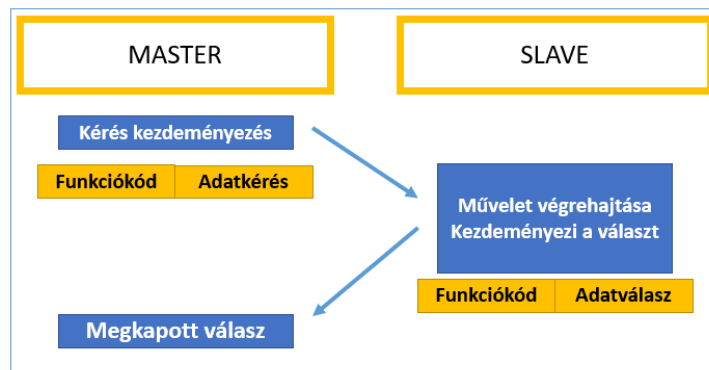 MASTER
SLAVE
Kérés kezdeményezés
Funkciókód
Adatkérés
Művelet végrehajtása
Kezdeményezi a választ
Funkciókód
Adatválasz
Megkapott válasz